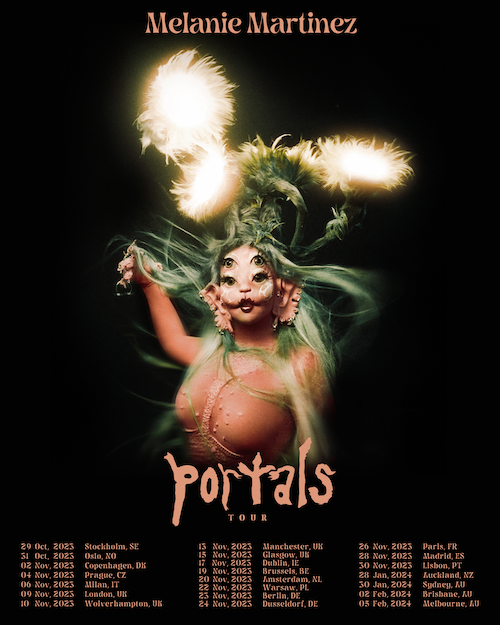 Melanie Martinez
portals
TOUR
29 Oct, 2023 Stockholm, SE
31 Oct, 2023 Oslo, NO
02 Nov, 2023 Copenhagen, DK
04 Nov, 2023 Prague, CZ
06 Nov, 2023 Milan, IT
09 Nov, 2023 London, UK
10 Nov, 2023 Wolverhampton, UK
13 Nov, 2023 Manchester, UK
15 Nov, 2023 Glasgow, UK
17 Nov, 2023 Dublin, IE
19 Nov, 2023 Brussels, BE
20 Nov, 2023 Amsterdam, NL
22 Nov, 2023 Warsaw, PL
23 Nov, 2023 Berlin, DE
24 Nov, 2023 Dusseldorf, DE
26 Nov, 2023 Paris, FR
28 Nov, 2023 Madrid, ES
30 Nov, 2023 Lisbon, PT
28 Jan, 2024 Auckland, NZ
30 Jan, 2024 Sydney, AU
02 Feb, 2024 Brisbane, AU
05 Feb, 2024 Melbourne, AU